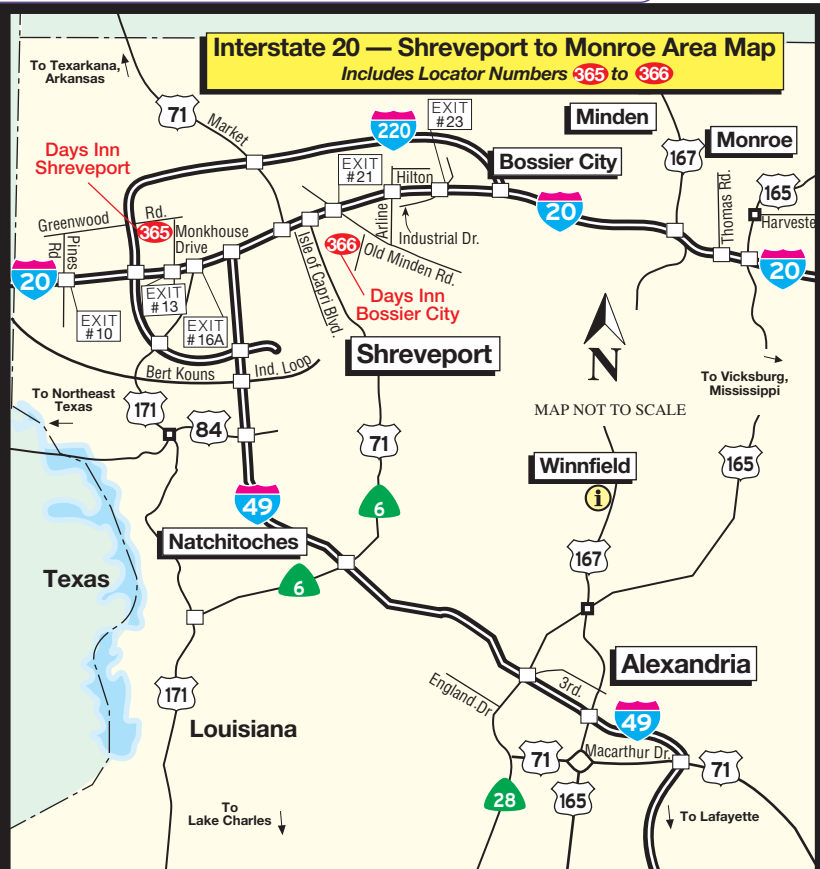 Interstate 20 — Shreveport to Monroe Area Map
Includes Locator Numbers 365 to 366
To Texarkana,
Arkansas
71
Market
220
EXIT
#23
Minden
Monroe
167
165
Days Inn
Shreveport
EXIT
#21
Hilton
Bossier City
20
Thomas Rd.
Harveste
Greenwood Rd.
365
Monkhouse
Drive
Pines Rd
Arline
Industrial Dr.
366
Old Minden Rd.
Isle of Capri Blvd.
20
20
EXIT
#13
EXIT
#10
EXIT
#16A
Days Inn
Bossier City
N
MAP NOT TO SCALE
Shreveport
Bert Kouns Ind. Loop
To Vicksburg,
Mississippi
To Northeast
Texas
171
84
71
165
Winnfield
i
49
6
Natchitoches
167
6
Texas
Alexandria
3rd.
England Dr
171
Louisiana
49
71
Macarthur Dr.
71
28
165
To
Lake Charles
To Lafayette